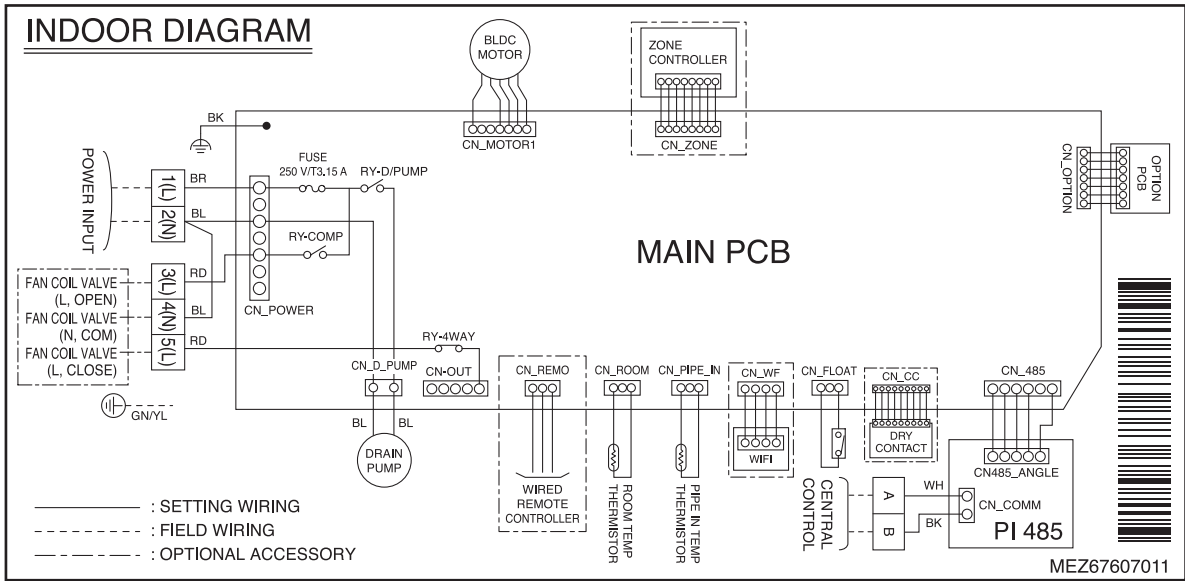 INDOOR DIAGRAM
BLDC
MOTOR
ZONE
CONTROLLER
BK
CN_MOTOR1
CN_ZONE
POWER INPUT
1(L)
BR
FUSE
250 V/T3.15 A
RY-D/PUMP
2(N)
BL
RY-COMP
MAIN PCB
CN_OPTION
OPTION
PCB
FAN COIL VALVE
(L, OPEN)
3(L)
RD
FAN COIL VALVE
(N, COM)
4(N)
BL
FAN COIL VALVE
(L, CLOSE)
5(L)
RD
CN_POWER
RY-4WAY
CN_D_PUMP
CN-OUT
CN_REMO
CN_ROOM
CN_PIPE_IN
CN_WF
CN_FLOAT
CN_CC
CN_485
GN/YL
BL
BL
DRAIN
PUMP
WIRED
REMOTE
CONTROLLER
ROOM TEMP
THERMISTOR
PIPE IN TEMP
THERMISTOR
WIFI
DRY
CONTACT
CN485_ANGLE
CENTRAL
CONTROL
A
WH
B
BK
CN_COMM
PI 485
: SETTING WIRING
: FIELD WIRING
: OPTIONAL ACCESSORY
MEZ67607011